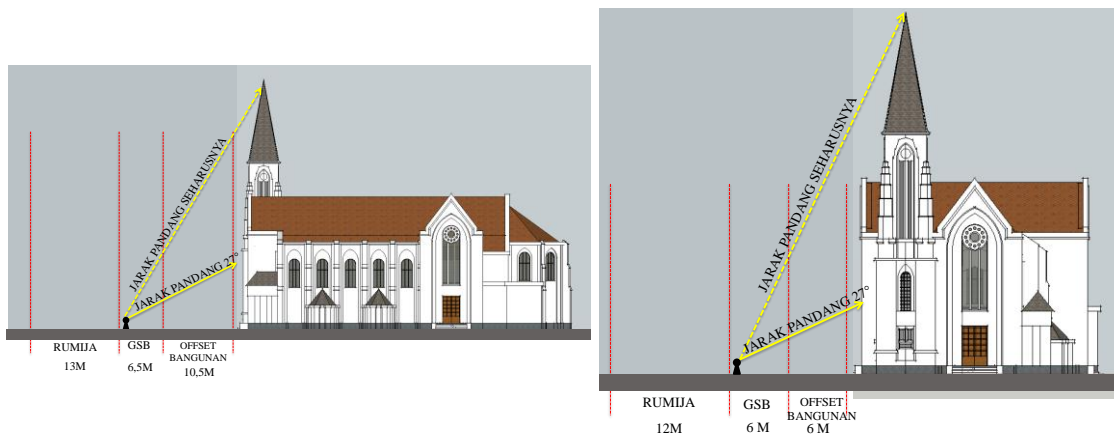 JARAK PANDANG SEHARUSNYA
JARAK PANDANG 27°
RUMIJA
13M
GSB
6,5M
OFFSET
BANGUNAN
10,5M
JARAK PANDANG SEHARUSNYA
JARAK PANDANG 27°
RUMIJA
12M
GSB
6 M
OFFSET
BANGUNAN
6 M